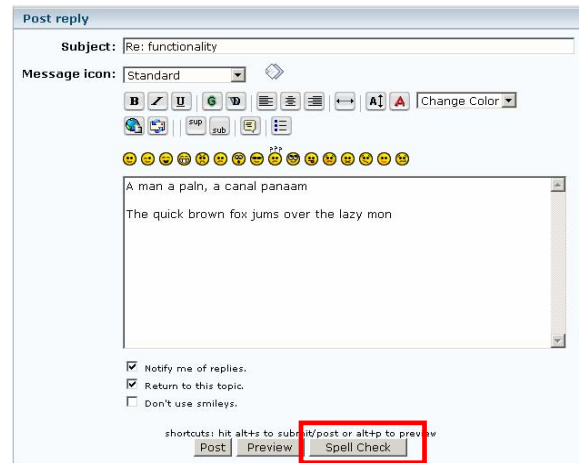 Post reply
Subject: Re: functionality
Message icon: Standard
B I U G D A A Change Color
sup sub
???
A man a paln, a canal panaam
The quick brown fox jums over the lazy mon
Notify me of replies.
Return to this topic.
Don't use smileys.
shortcuts: hit alt+s to submit/post or alt+p to preview
Post Preview Spell Check